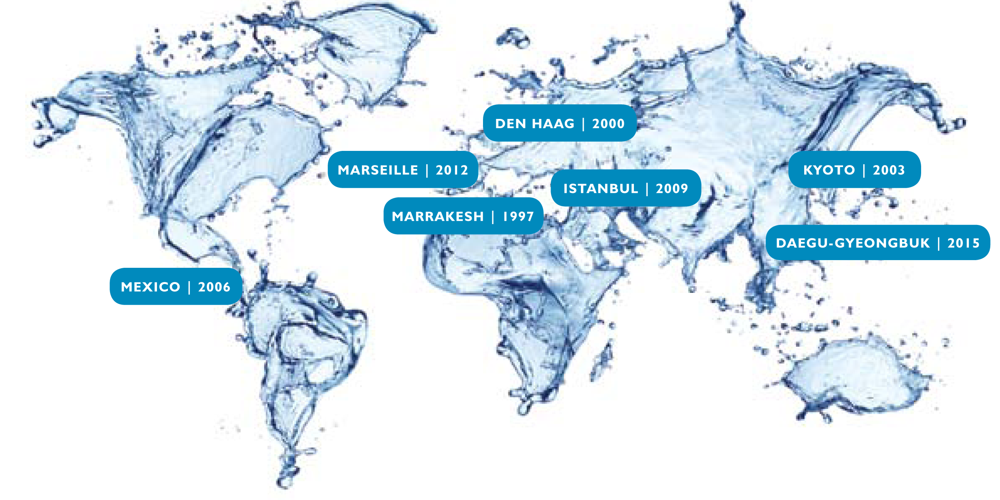 DEN HAAG | 2000
MARSEILLE | 2012
KYOTO | 2003
ISTANBUL | 2009
MARRAKESH | 1997
DAEGU-GYEONGBUK | 2015
MEXICO | 2006